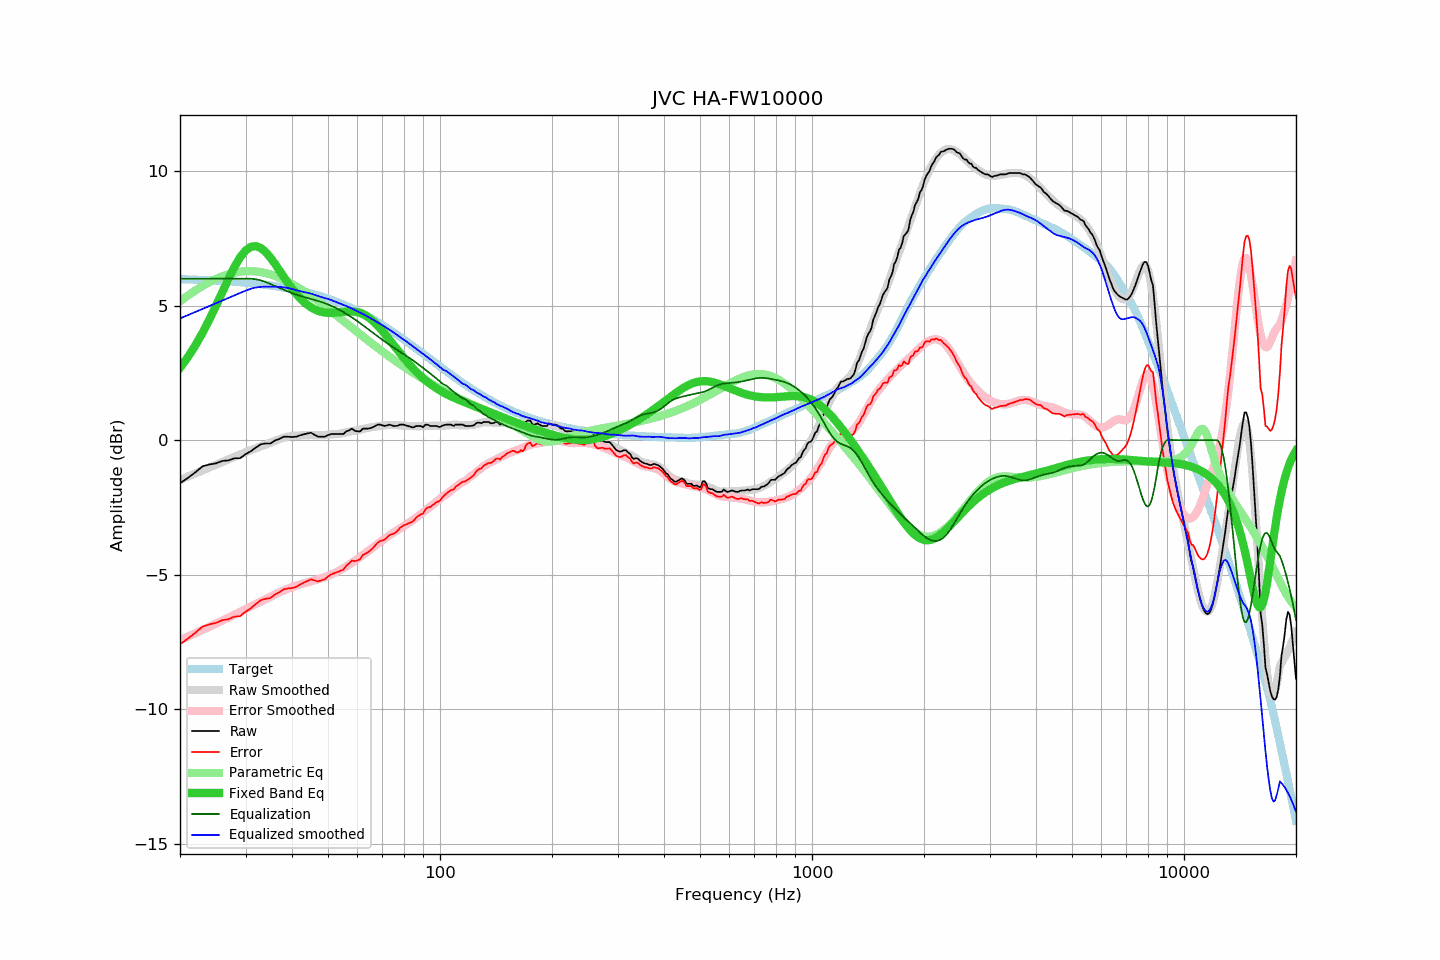 JVC HA-FW10000
10
5
0
−5
−10
−15
Amplitude (dBr)
Target
Raw Smoothed
Error Smoothed
Raw
Error
Parametric Eq
Fixed Band Eq
Equalization
Equalized smoothed
100
1000
10000
Frequency (Hz)